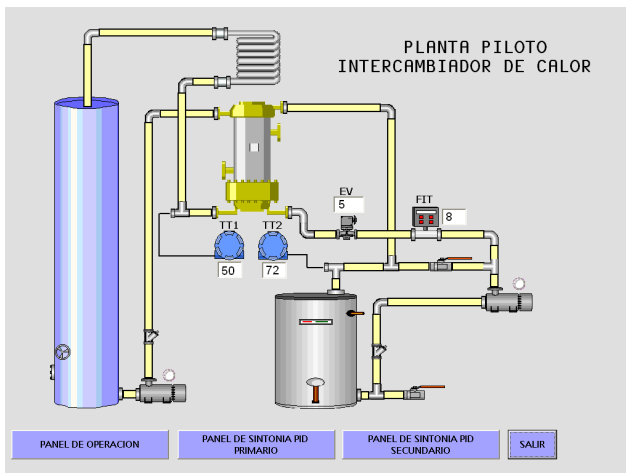 PLANTA PILOTO
INTERCAMBIADOR DE CALOR
EV
5
FIT
8
TT1
TT2
50
72
PANEL DE OPERACION
PANEL DE SINTONIA PID
PRIMARIO
PANEL DE SINTONIA PID
SECUNDARIO
SALIR